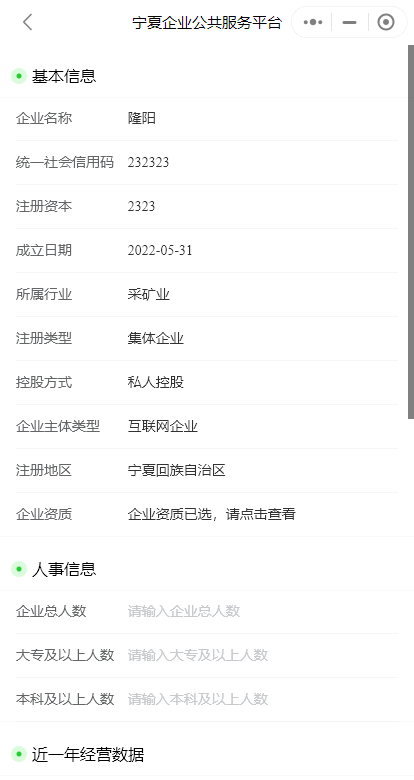 宁夏企业公共服务平台
基本信息
企业名称 隆阳
统一社会信用码 232323
注册资本 2323
成立日期 2022-05-31
所属行业 采矿业
注册类型 集体企业
控股方式 私人控股
企业主体类型 互联网企业
注册地区 宁夏回族自治区
企业资质 企业资质已选，请点击查看
人事信息
企业总人数 请输入企业总人数
大专及以上人数 请输入大专及以上人数
本科及以上人数 请输入本科及以上人数
近一年经营数据